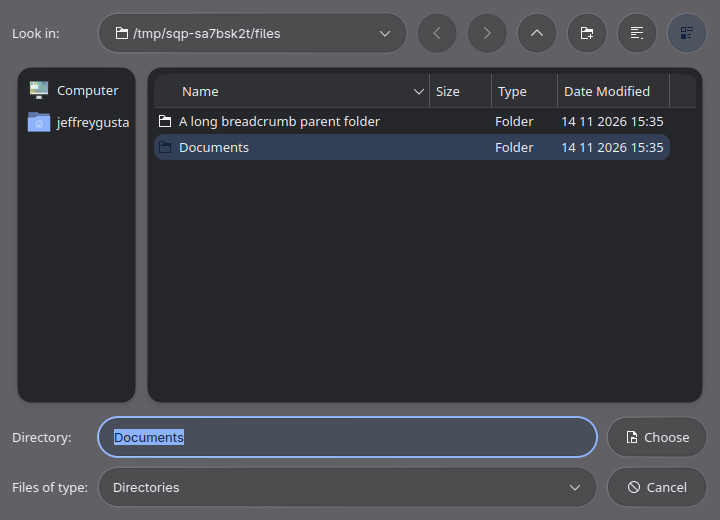 Look in: /tmp/sqp-sa7bsk2t/files
Computer
jeffreygusta
Name Size Type Date Modified
A long breadcrumb parent folder Folder 14 11 2026 15:35
Documents Folder 14 11 2026 15:35
Directory: Documents Choose
Files of type: Directories Cancel